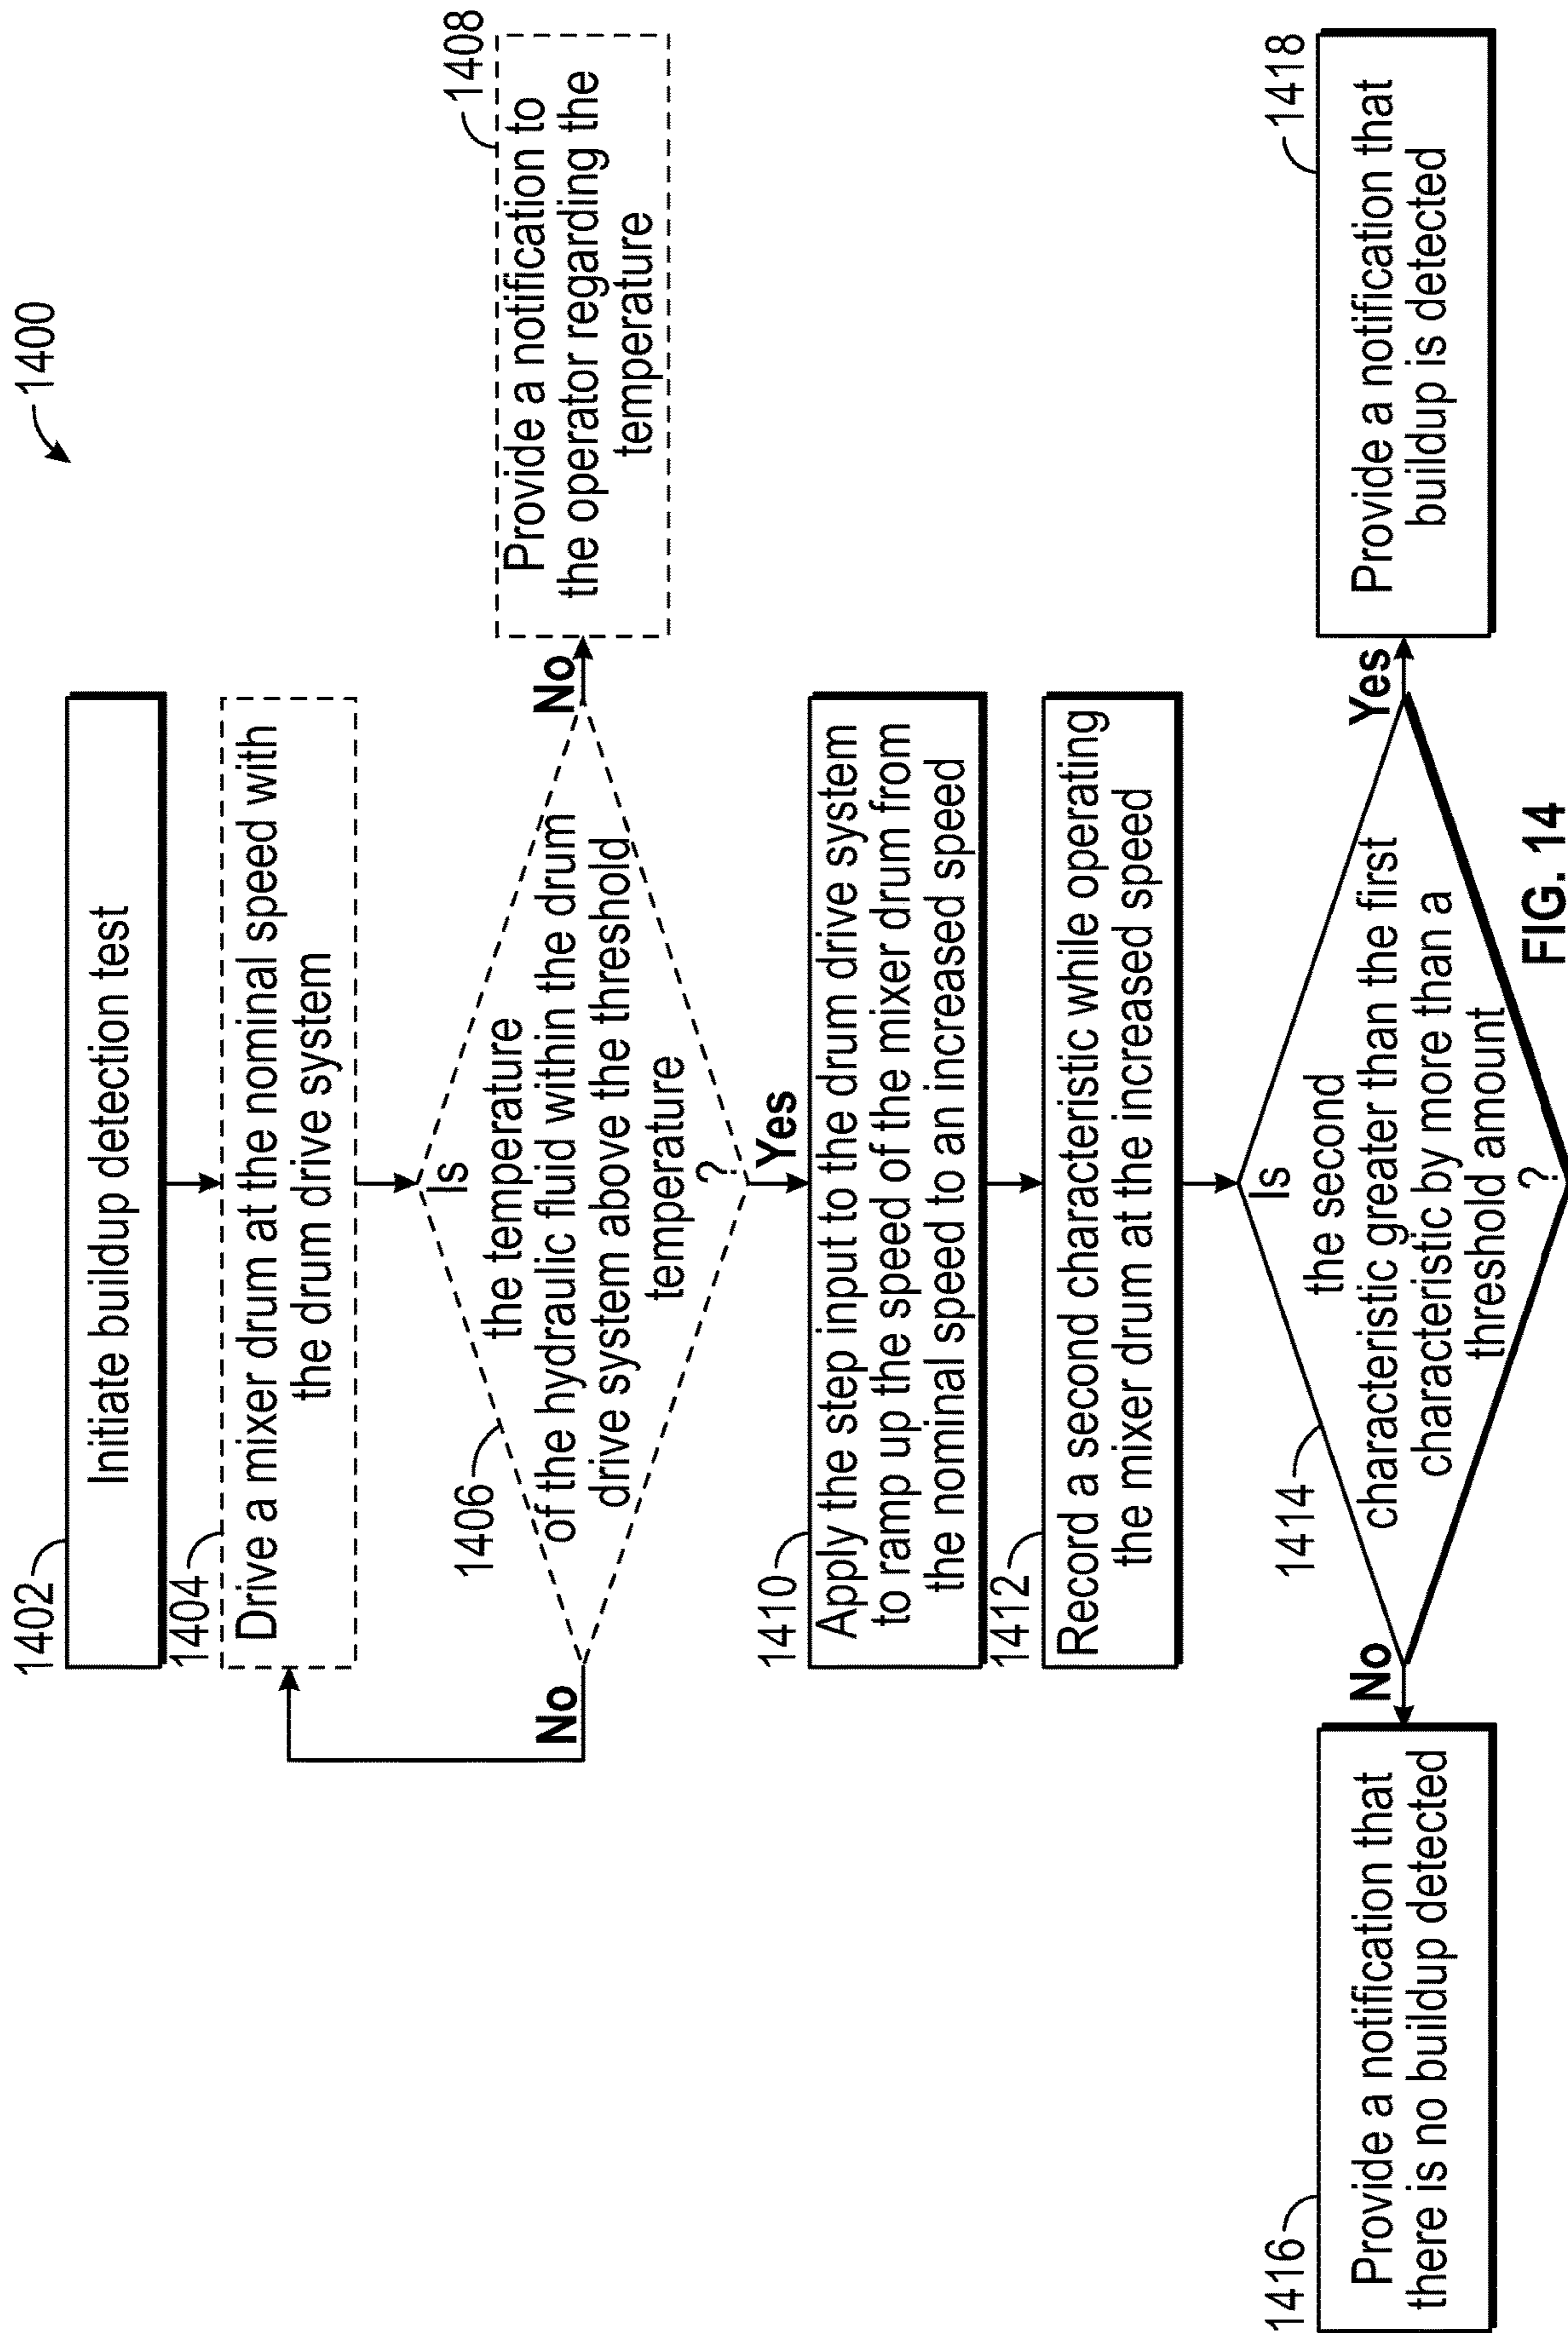 1400
1402
Initiate buildup detection test
1404
Drive a mixer drum at the nominal speed with
the drum drive system
1406
Is
the temperature
of the hydraulic fluid within the drum
drive system above the threshold
temperature
?
No
No
1408
Provide a notification to
the operator regarding the
temperature
Yes
1410
Apply the step input to the drum drive system
to ramp up the speed of the mixer drum from
the nominal speed to an increased speed
1412
Record a second characteristic while operating
the mixer drum at the increased speed
1414
Is
the second
characteristic greater than the first
characteristic by more than a
threshold amount
?
No
Yes
1416
Provide a notification that
there is no buildup detected
1418
Provide a notification that
buildup is detected
FIG. 14